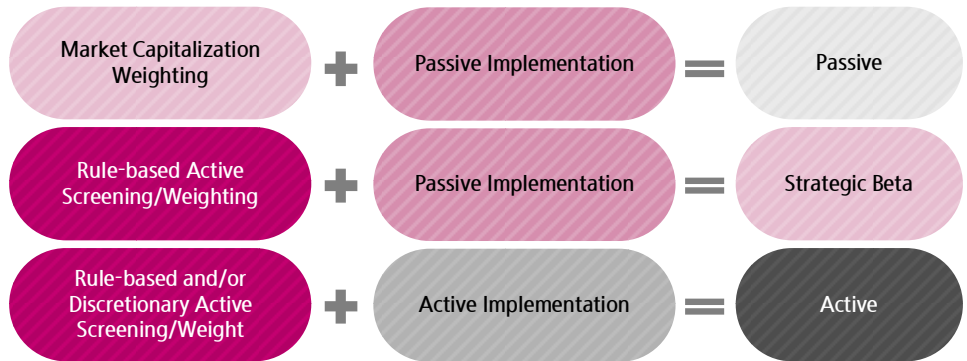 Market Capitalization
Weighting
+
Passive Implementation
=
Passive
Rule-based Active
Screening/Weighting
+
Passive Implementation
=
Strategic Beta
Rule-based and/or
Discretionary Active
Screening/Weight
+
Active Implementation
=
Active